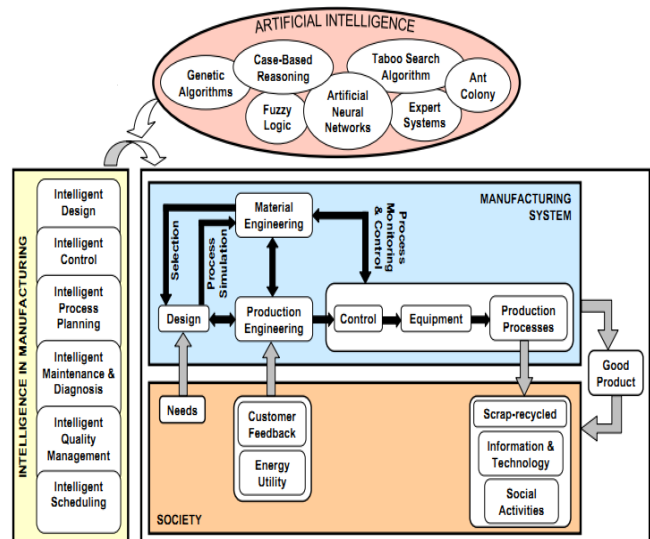 ARTIFICIAL INTELLIGENCE
Case-Based
Reasoning
Taboo Search
Algorithm
Genetic
Algorithms
Ant
Colony
Fuzzy
Logic
Artificial
Neural
Networks
Expert
Systems
INTELLIGENCE IN MANUFACTURING
Intelligent
Design
Intelligent
Control
Intelligent
Process
Planning
Intelligent
Maintenance &
Diagnosis
Intelligent
Quality
Management
Intelligent
Scheduling
MANUFACTURING
SYSTEM
Material
Engineering
Selection
Process
Simulation
Process
Monitoring
& Control
Design
Production
Engineering
Control
Equipment
Production
Processes
Good
Product
Needs
Customer
Feedback
Energy
Utility
Scrap-recycled
Information &
Technology
Social
Activities
SOCIETY